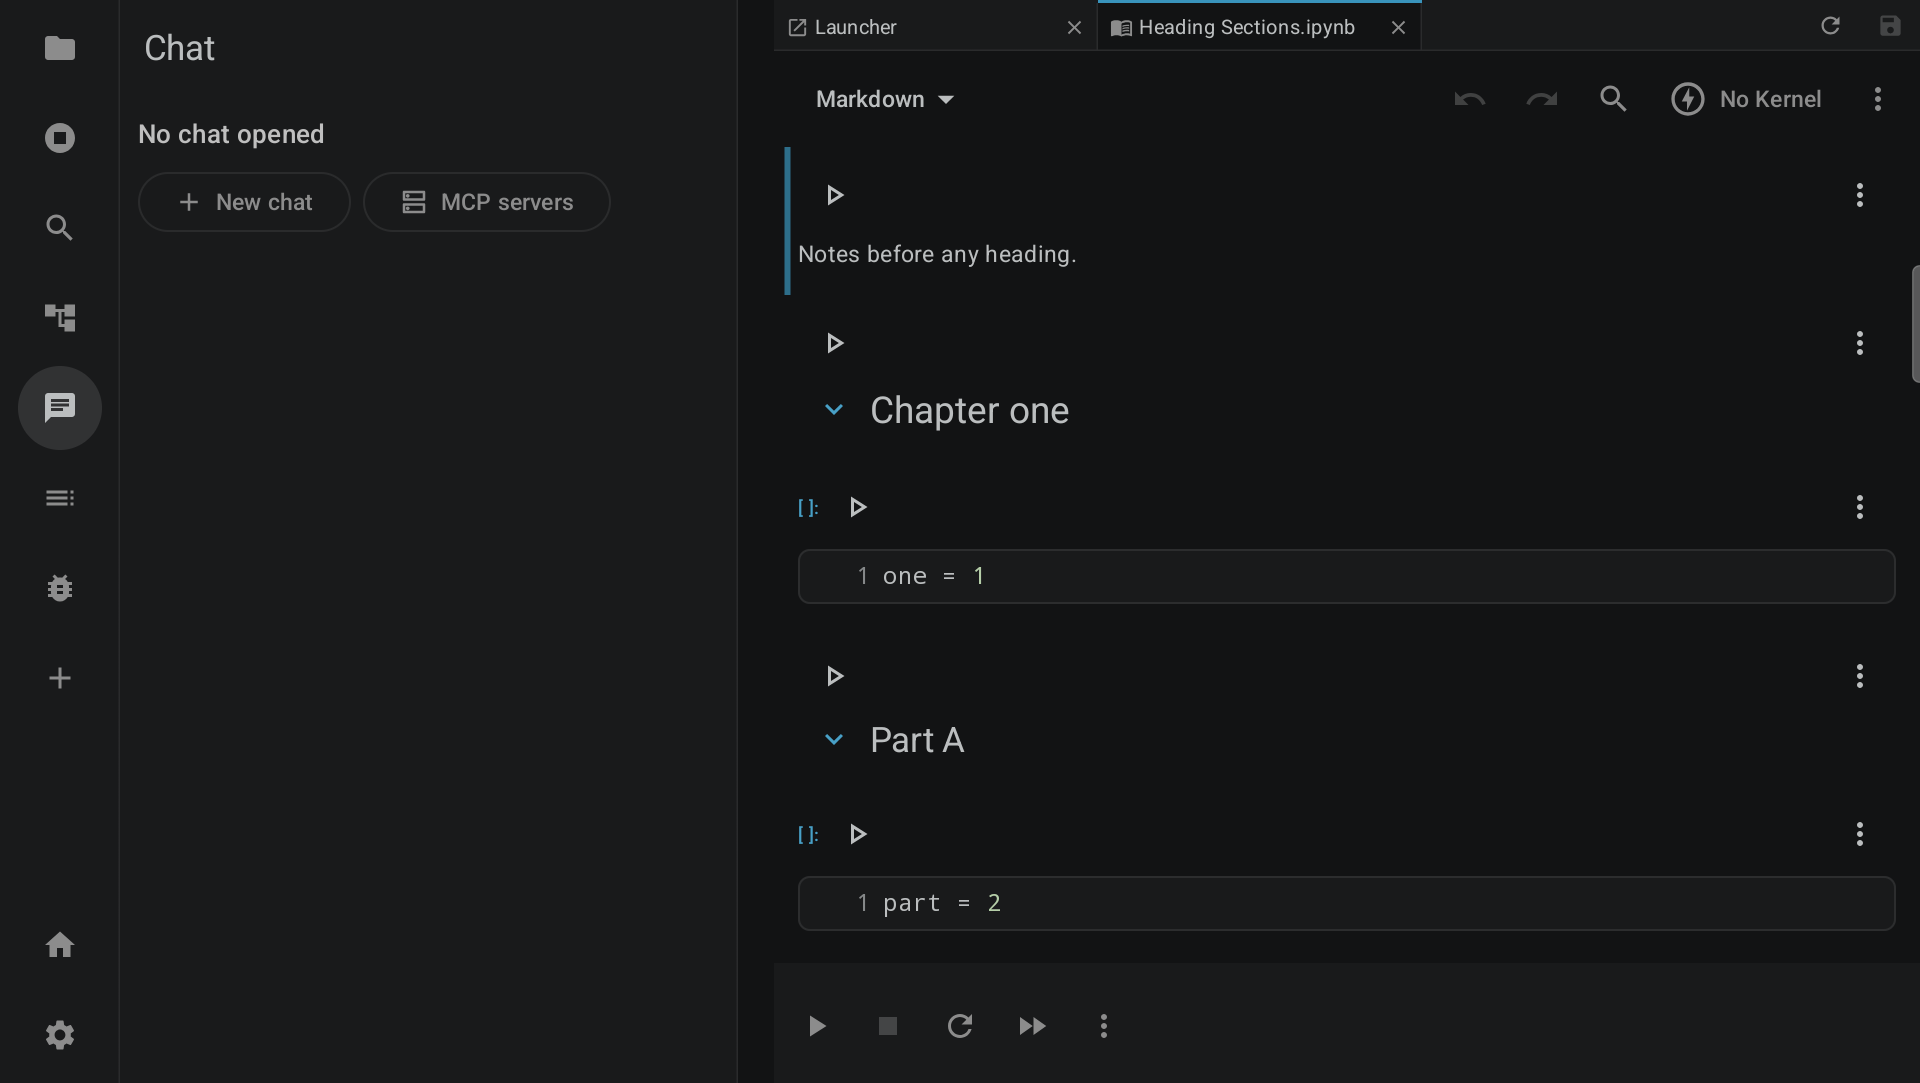 Chat
No chat opened
New chat
MCP servers
Launcher
Heading Sections.ipynb
Markdown
No Kernel
Notes before any heading.
Chapter one
[ ]:
1 one = 1
Part A
[ ]:
1 part = 2